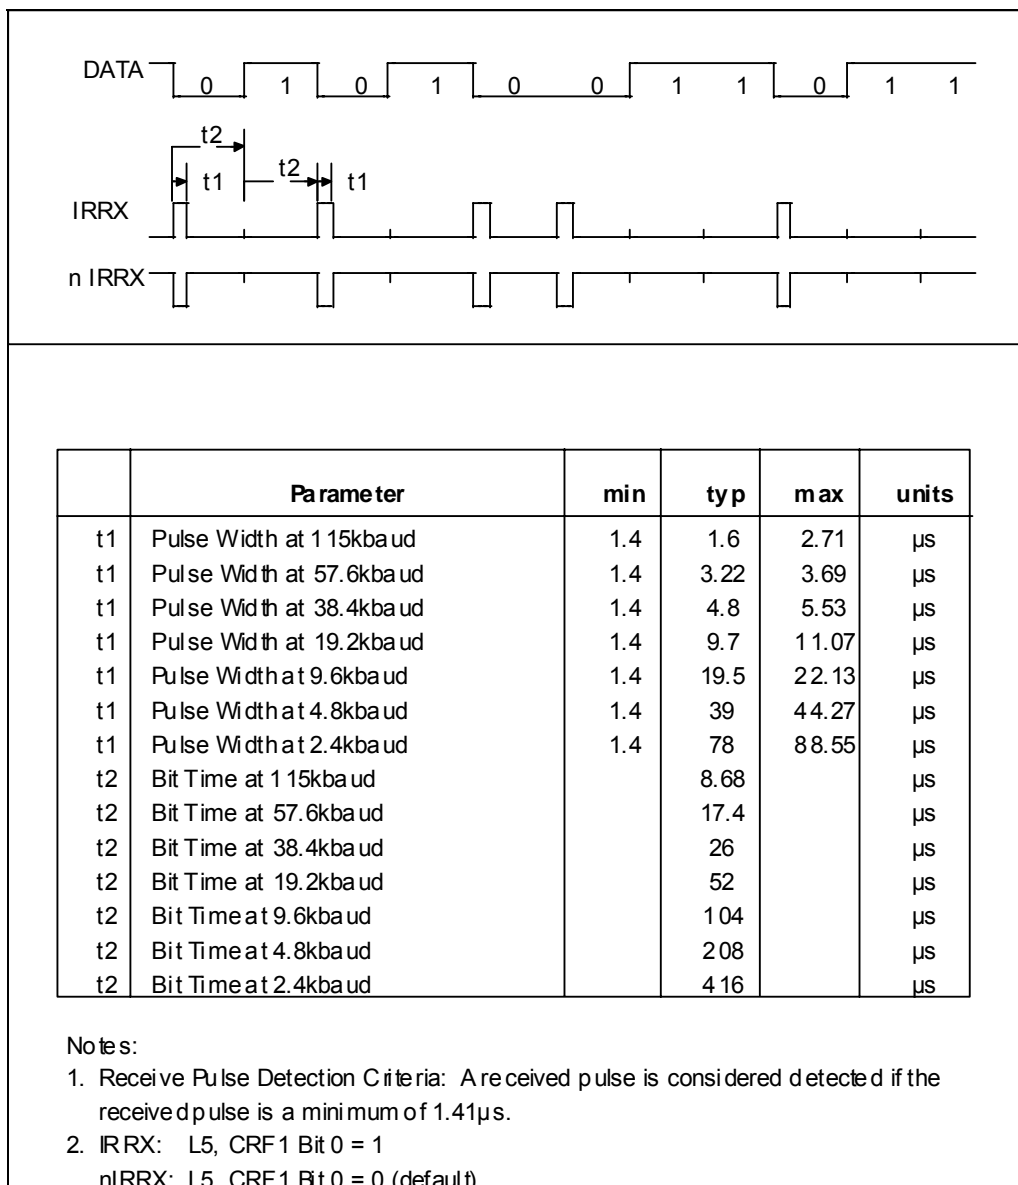 DATA 0 1 0 1 0 0 1 1 0 1 1
t2
t1 t2 t1
IRRX
n IRRX
Parameter min typ max units
t1 Pulse Width at 115kbaud 1.4 1.6 2.71 µs
t1 Pulse Width at 57.6kbaud 1.4 3.22 3.69 µs
t1 Pulse Width at 38.4kbaud 1.4 4.8 5.53 µs
t1 Pulse Width at 19.2kbaud 1.4 9.7 11.07 µs
t1 Pulse Width at 9.6kbaud 1.4 19.5 22.13 µs
t1 Pulse Width at 4.8kbaud 1.4 39 44.27 µs
t1 Pulse Width at 2.4kbaud 1.4 78 88.55 µs
t2 Bit Time at 115kbaud 8.68 µs
t2 Bit Time at 57.6kbaud 17.4 µs
t2 Bit Time at 38.4kbaud 26 µs
t2 Bit Time at 19.2kbaud 52 µs
t2 Bit Time at 9.6kbaud 104 µs
t2 Bit Time at 4.8kbaud 208 µs
t2 Bit Time at 2.4kbaud 416 µs
Notes:
1. Receive Pulse Detection Criteria: A received pulse is considered detected if the
received pulse is a minimum of 1.41µs.
2. IRRX: L5, CRF1 Bit 0 = 1
nIRRX: L5, CRF1 Bit 0 = 0 (default)